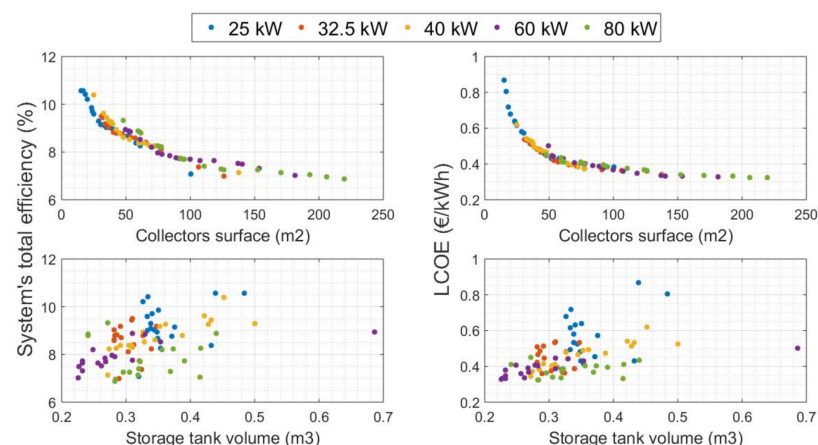 25 kW 32.5 kW 40 kW 60 kW 80 kW
System's total efficiency (%)
12
10
8
6
0 50 100 150 200 250
Collectors surface (m2)
LCOE (€/kWh)
1
0.8
0.6
0.4
0.2
0 50 100 150 200 250
Collectors surface (m2)
12
10
8
6
0.2 0.3 0.4 0.5 0.6 0.7
Storage tank volume (m3)
1
0.8
0.6
0.4
0.2
0.2 0.3 0.4 0.5 0.6 0.7
Storage tank volume (m3)